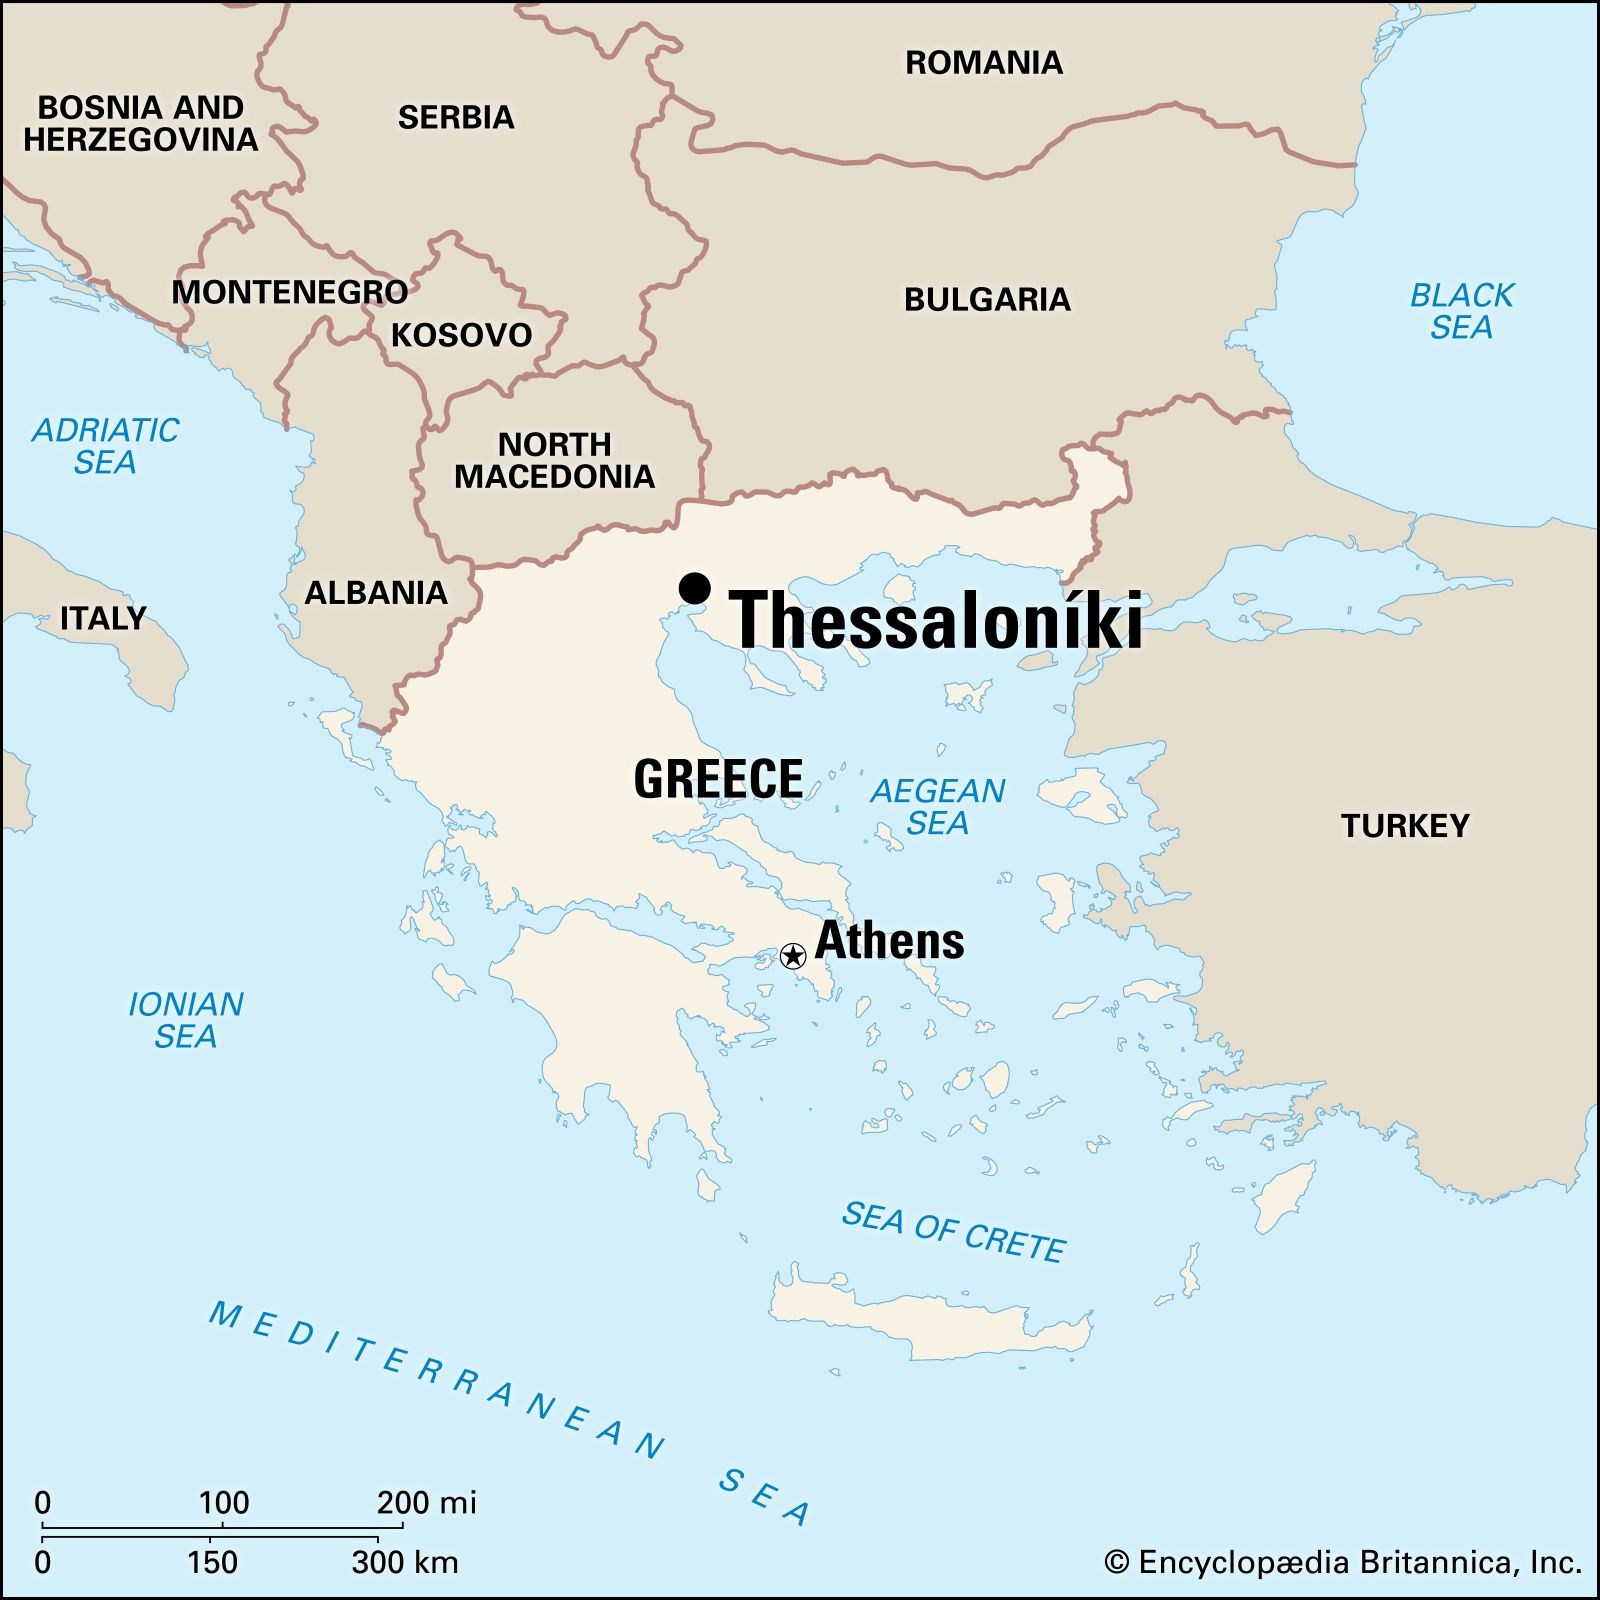 ROMANIA
BOSNIA AND
HERZEGOVINA
SERBIA
MONTENEGRO
KOSOVO
BULGARIA
BLACK
SEA
ADRIATIC
SEA
NORTH
MACEDONIA
ITALY
ALBANIA
Thessaloníki
GREECE
AEGEAN
SEA
TURKEY
Athens
IONIAN
SEA
SEA OF CRETE
MEDITERRANEAN SEA
0 100 200 mi
0 150 300 km
© Encyclopædia Britannica, Inc.